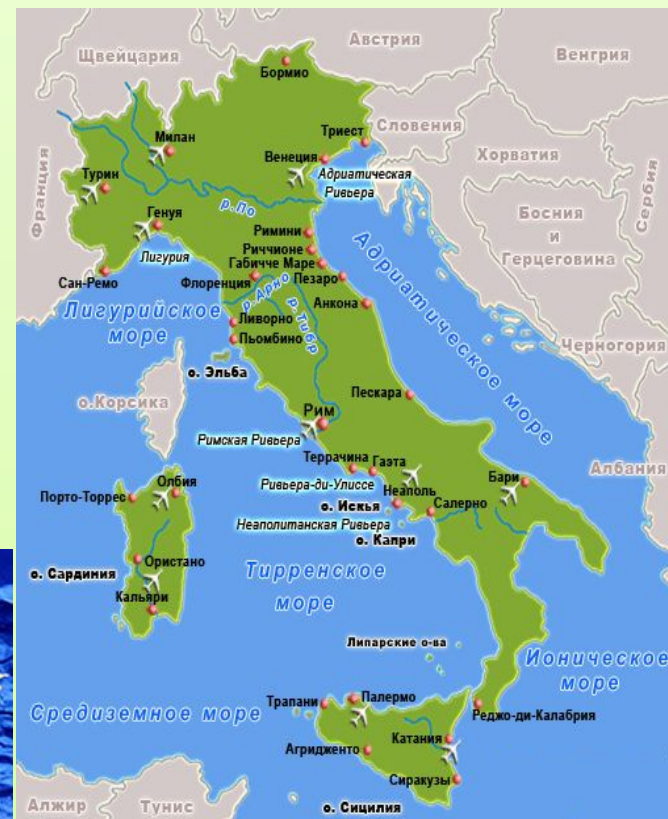 Швейцария
Австрия
Венгрия
Бормио
Словения
Хорватия
Сербия
Франция
Милан
Триест
Венеция
Адриатическая
Ривьера
Турин
р.По
Генуя
Босния
и
Герцеговина
Лигурия
Римини
Риччione
Габичче Маре
Сан-Ремо
Флоренция
Пезаро
р.Арно
р.Тибр
Анкона
Адриатическое море
Лигурийское
море
Ливорно
Пьомбино
Черногория
о. Эльба
о.Корсика
Пескара
Рим
Римская Ривьера
Албания
Террачина
Гаэта
Ривьера-ди-Улиссе
Бари
Порто-Торрес
Олбия
Неаполь
о. Искья
Салерно
Неаполитанская Ривьера
о. Капри
о. Сардиния
Ористано
Кальяри
Тирренское
море
Липарские о-ва
Ионическое
море
Средиземное море
Трапани
Палермо
Реджо-ди-Калабрия
Агридженто
Катания
Сиракузы
Алжир
Тунис
о. Сицилия